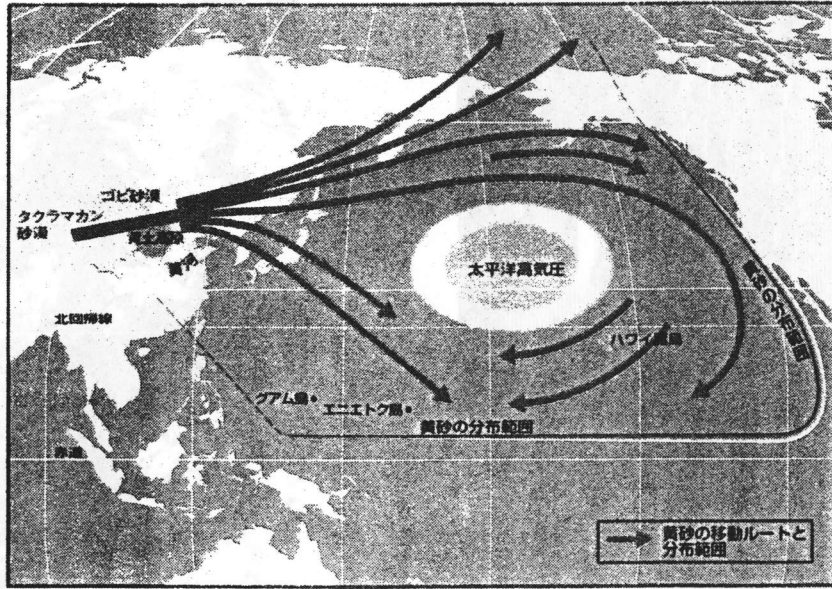 ゴビ砂漠
タクラマカン
砂漠
黄土高原
黄河
太平洋高気圧
黄砂の分布範囲
北回帰線
ハワイ諸島
グアム島
エニエトク島
黄砂の分布範囲
赤道
黄砂の移動ルートと
分布範囲